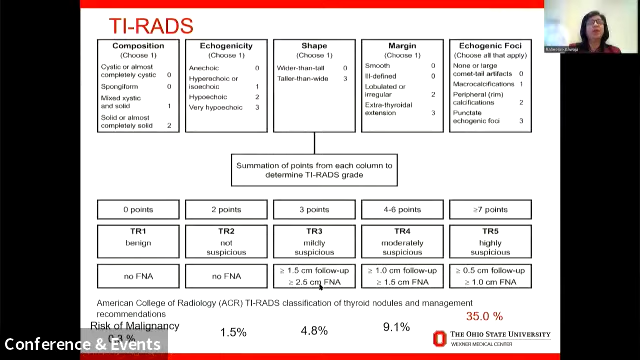 TI-RADS
Composition
(Choose 1)
Cystic or almost
completely cystic 0
Spongiform 0
Mixed cystic
and solid 1
Solid or almost
completely solid 2
Echogenicity
(Choose 1)
Anechoic 0
Hyperechoic or
isoechoic 1
Hypoechoic 2
Very hypoechoic 3
Shape
(Choose 1)
Wider-than-tall 0
Taller-than-wide 3
Margin
(Choose 1)
Smooth 0
Ill-defined 0
Lobulated or
irregular 2
Extra-thyroidal
extension 3
Echogenic Foci
(Choose all that apply)
None or large
comet-tail artifacts 0
Macrocalcifications 1
Peripheral (rim)
calcifications 2
Punctate
echogenic foci 3
Summation of points from each column to
determine TI-RADS grade
0 points
2 points
3 points
4-6 points
≥7 points
TR1
benign
TR2
not
suspicious
TR3
mildly
suspicious
TR4
moderately
suspicious
TR5
highly
suspicious
no FNA
no FNA
≥ 1.5 cm follow-up
≥ 2.5 cm FNA
≥ 1.0 cm follow-up
≥ 1.5 cm FNA
≥ 0.5 cm follow-up
≥ 1.0 cm FNA
American College of Radiology (ACR) TI-RADS classification of thyroid nodules and management
recommendations
Risk of Malignancy
1.5%
4.8%
9.1%
35.0 %
THE OHIO STATE UNIVERSITY
WEXNER MEDICAL CENTER
Conference & Events